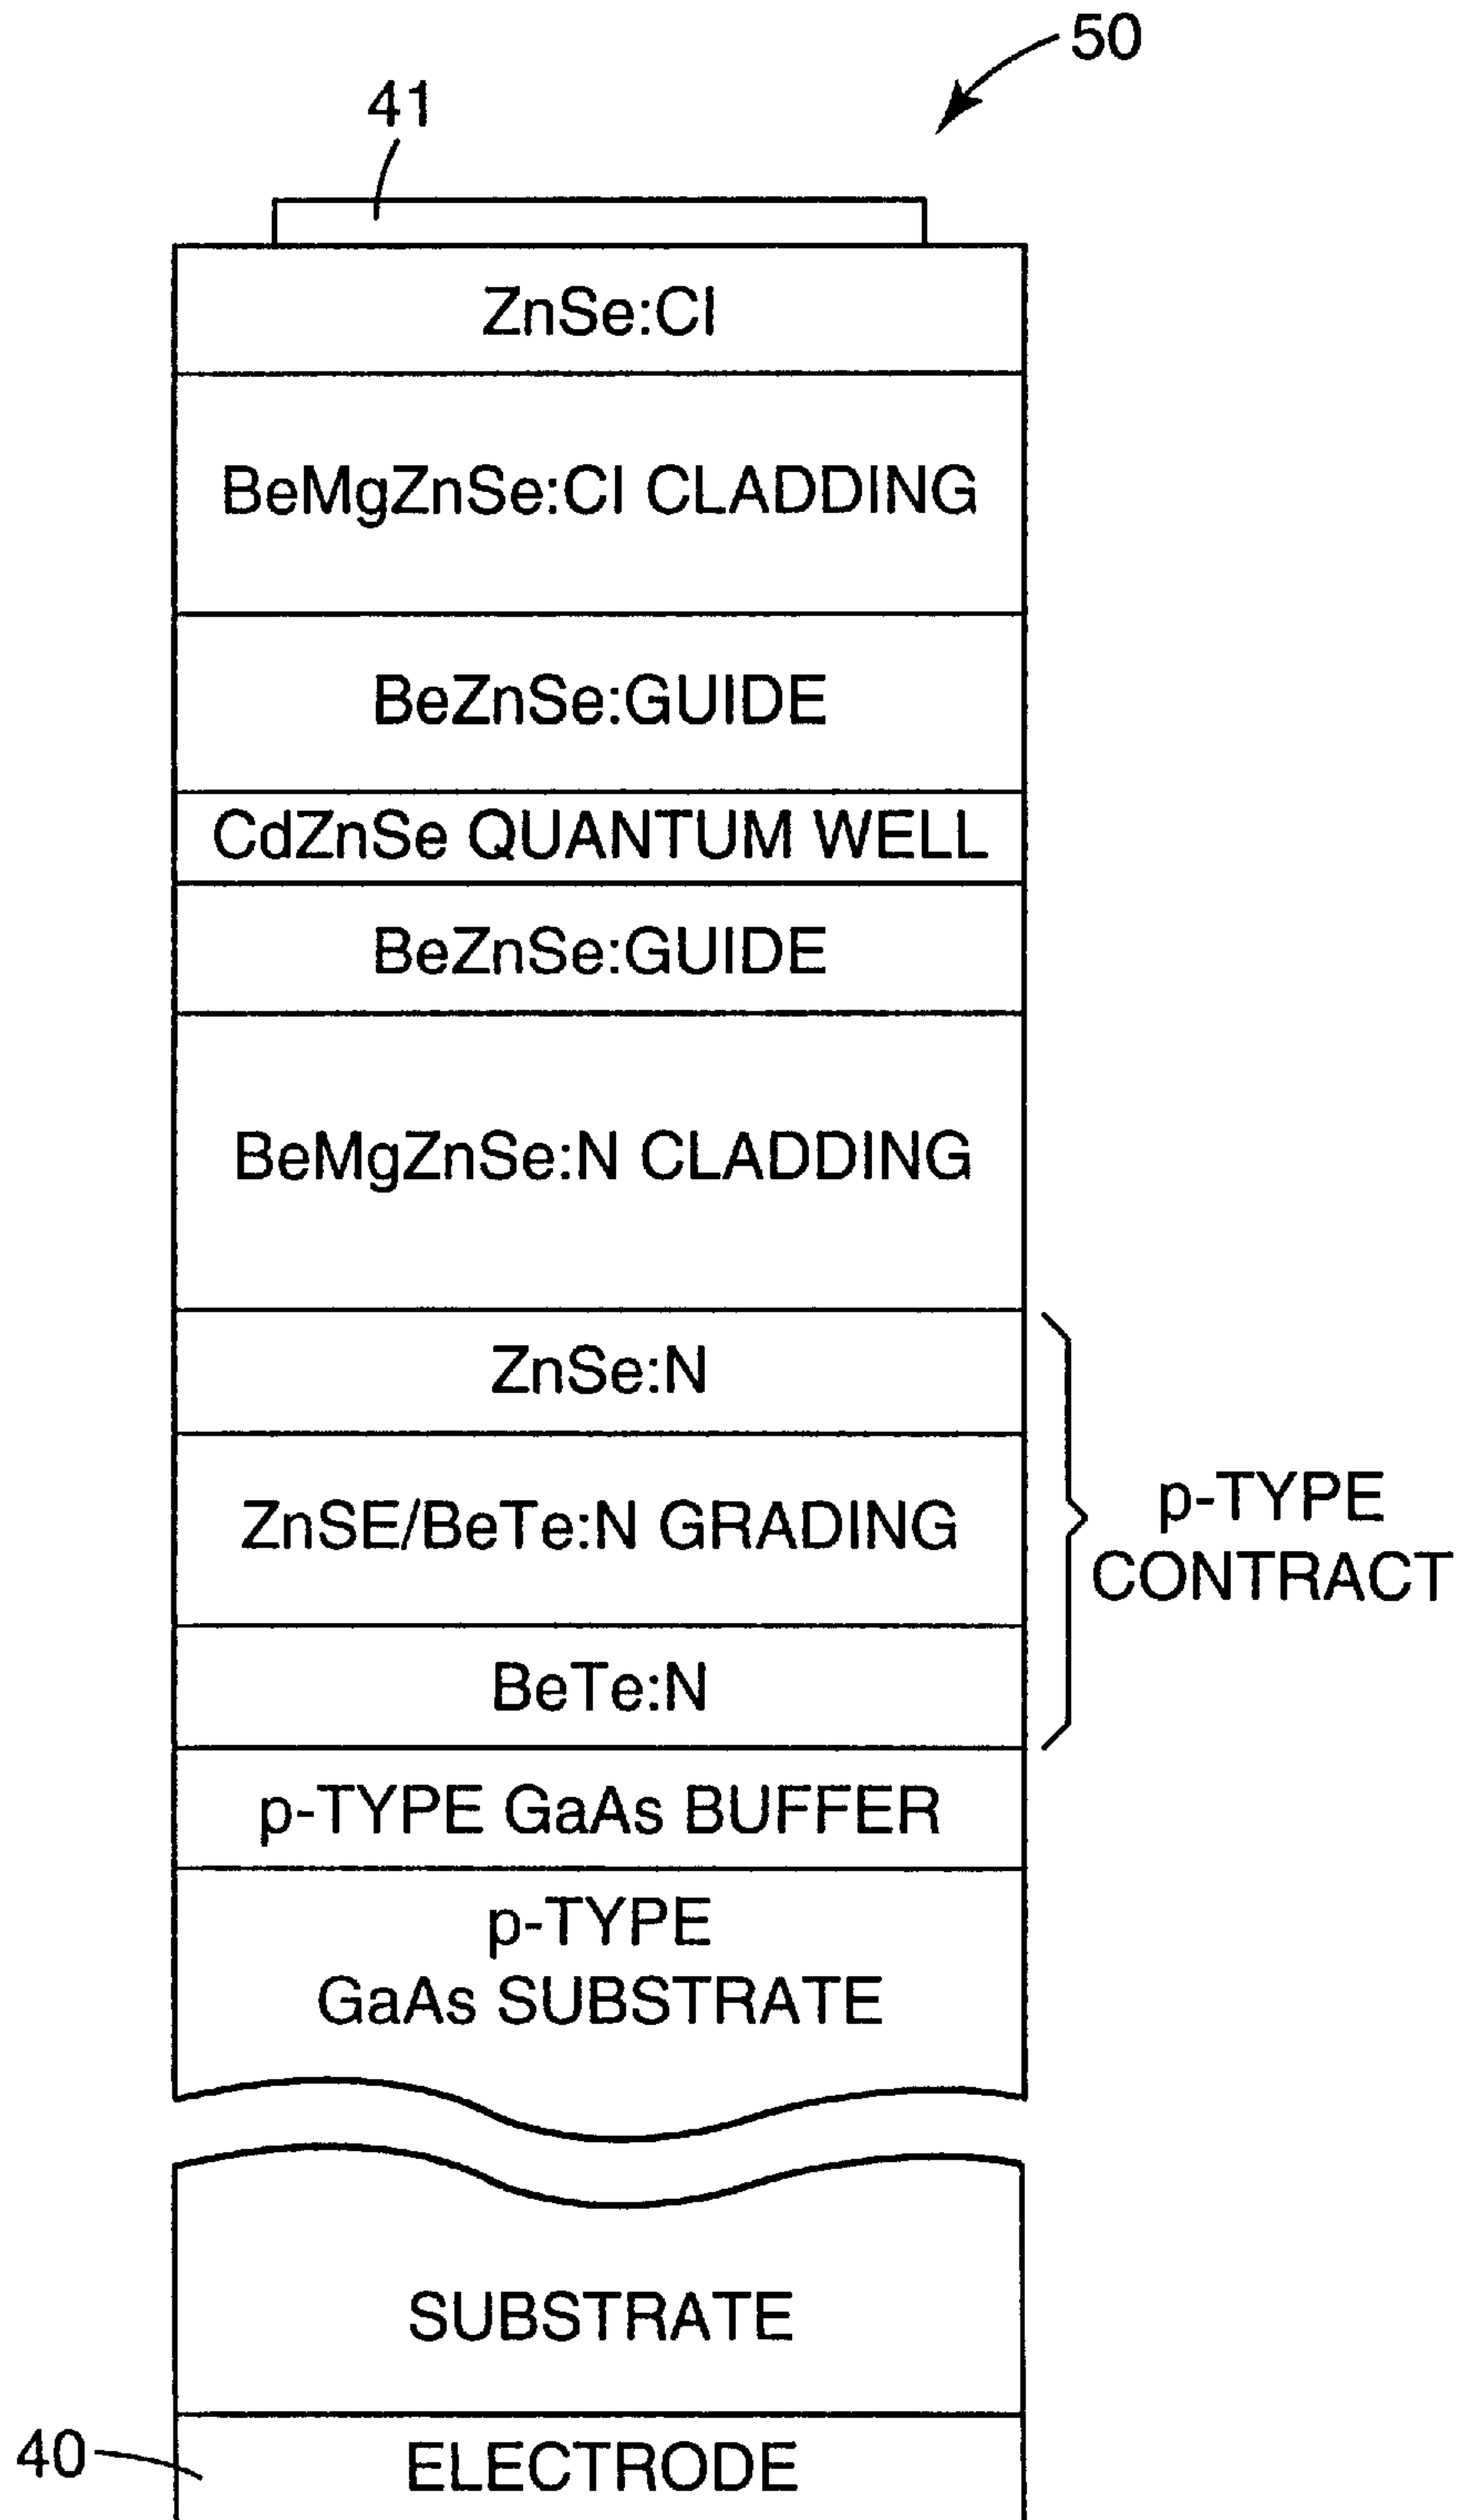 50
41
ZnSe:Cl
BeMgZnSe:Cl CLADDING
BeZnSe:GUIDE
CdZnSe QUANTUM WELL
BeZnSe:GUIDE
BeMgZnSe:N CLADDING
ZnSe:N
ZnSE/BeTe:N GRADING
p-TYPE
CONTRACT
BeTe:N
p-TYPE GaAs BUFFER
p-TYPE
GaAs SUBSTRATE
SUBSTRATE
40
ELECTRODE